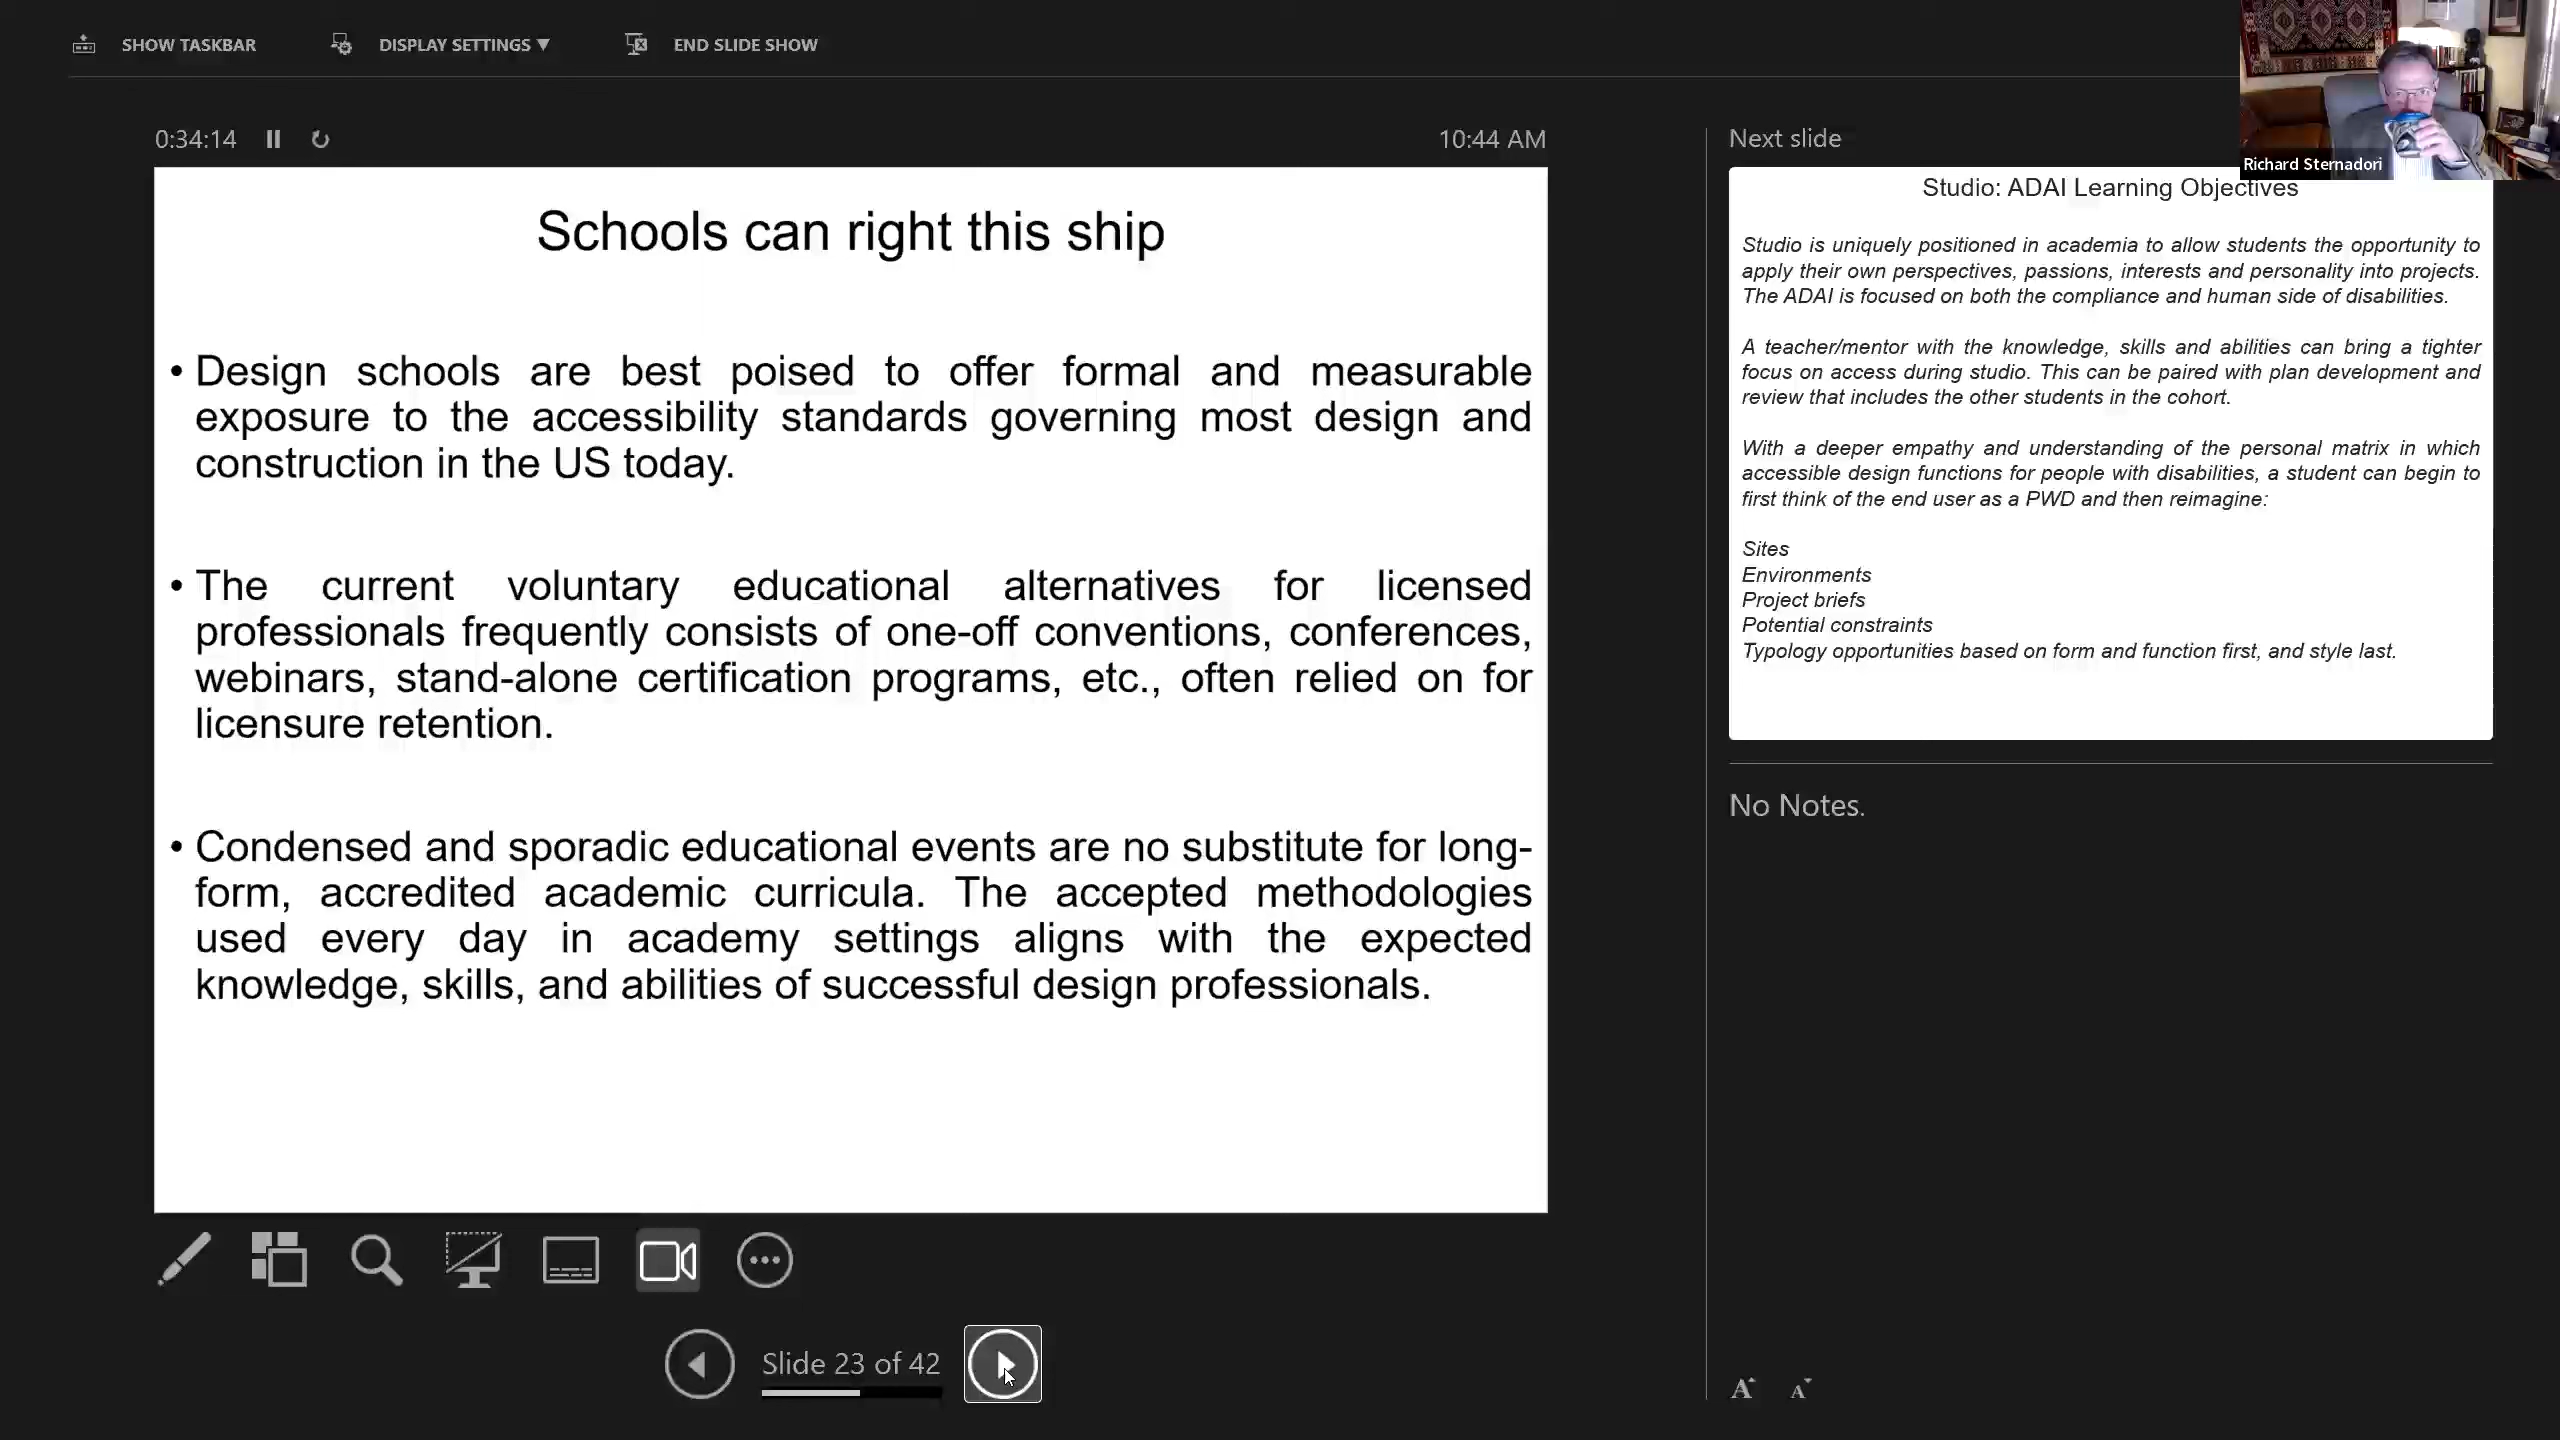 SHOW TASKBAR
DISPLAY SETTINGS ▼
END SLIDE SHOW
0:34:14
10:44 AM
Schools can right this ship
• Design schools are best poised to offer formal and measurable
exposure to the accessibility standards governing most design and
construction in the US today.
• The current voluntary educational alternatives for licensed
professionals frequently consists of one-off conventions, conferences,
webinars, stand-alone certification programs, etc., often relied on for
licensure retention.
• Condensed and sporadic educational events are no substitute for long-
form, accredited academic curricula. The accepted methodologies
used every day in academy settings aligns with the expected
knowledge, skills, and abilities of successful design professionals.
Slide 23 of 42
Next slide
Richard Sternadori
Studio: ADAI Learning Objectives
Studio is uniquely positioned in academia to allow students the opportunity to
apply their own perspectives, passions, interests and personality into projects.
The ADAI is focused on both the compliance and human side of disabilities.
A teacher/mentor with the knowledge, skills and abilities can bring a tighter
focus on access during studio. This can be paired with plan development and
review that includes the other students in the cohort.
With a deeper empathy and understanding of the personal matrix in which
accessible design functions for people with disabilities, a student can begin to
first think of the end user as a PWD and then reimagine:
Sites
Environments
Project briefs
Potential constraints
Typology opportunities based on form and function first, and style last.
No Notes.
A A